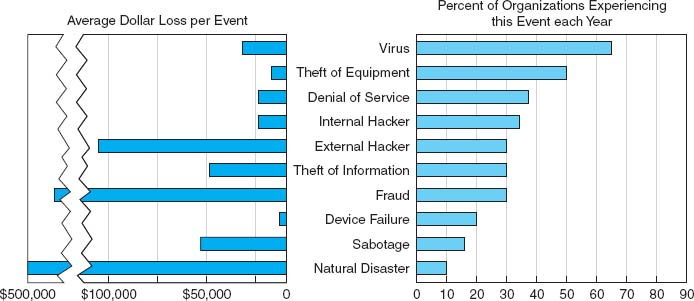 Average Dollar Loss per Event
Percent of Organizations Experiencing
this Event each Year
Virus
Theft of Equipment
Denial of Service
Internal Hacker
External Hacker
Theft of Information
Fraud
Device Failure
Sabotage
Natural Disaster
$500,000 $100,000 $50,000 0
0 10 20 30 40 50 60 70 80 90